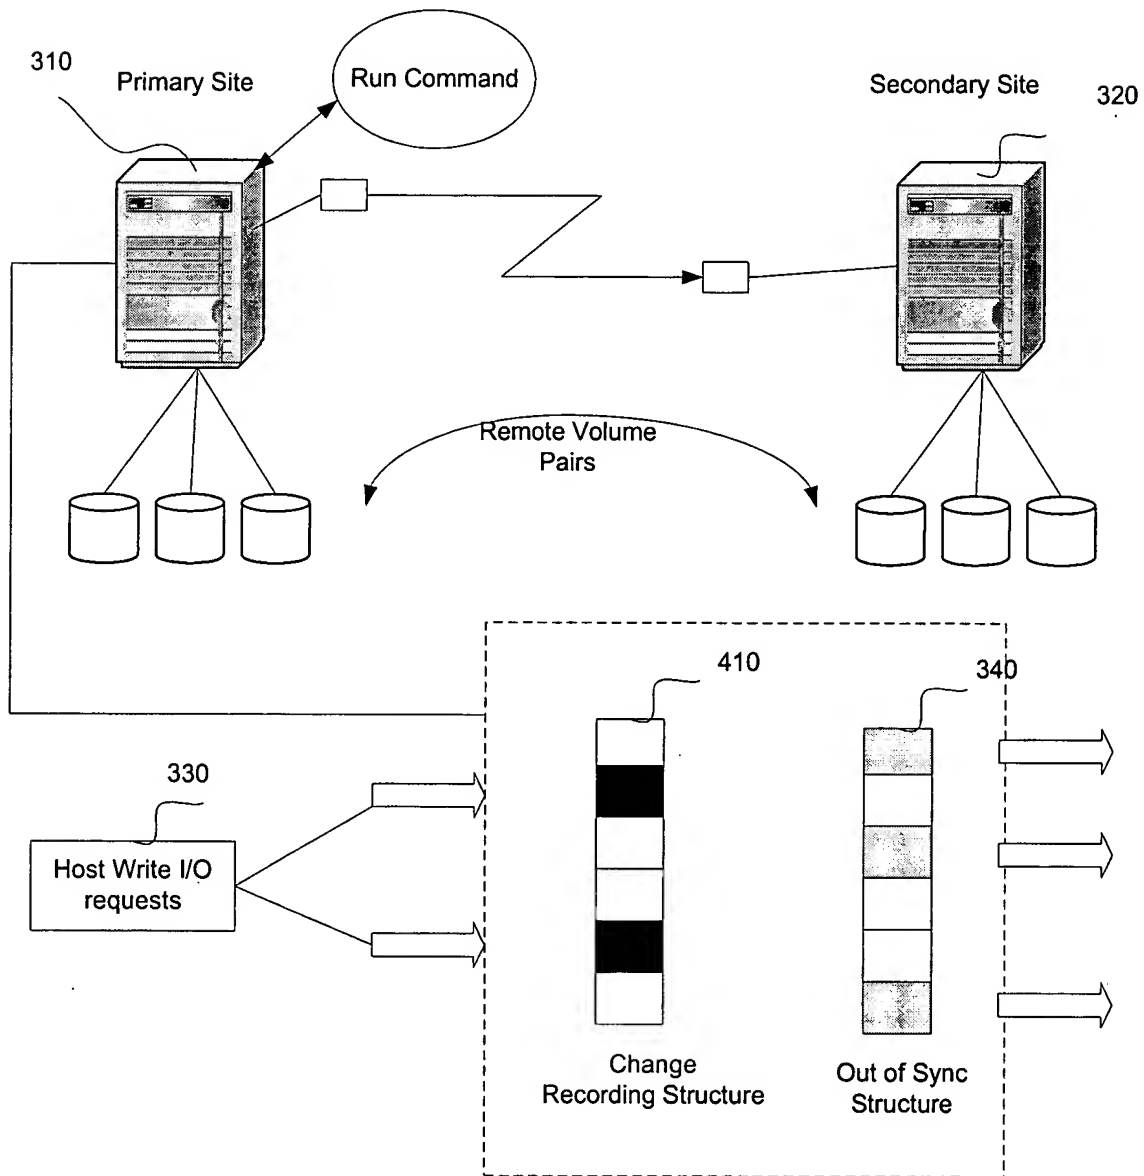 310
Primary Site
Run Command
Secondary Site
320
Remote Volume
Pairs
410
340
330
Host Write I/O
requests
Change
Recording Structure
Out of Sync
Structure